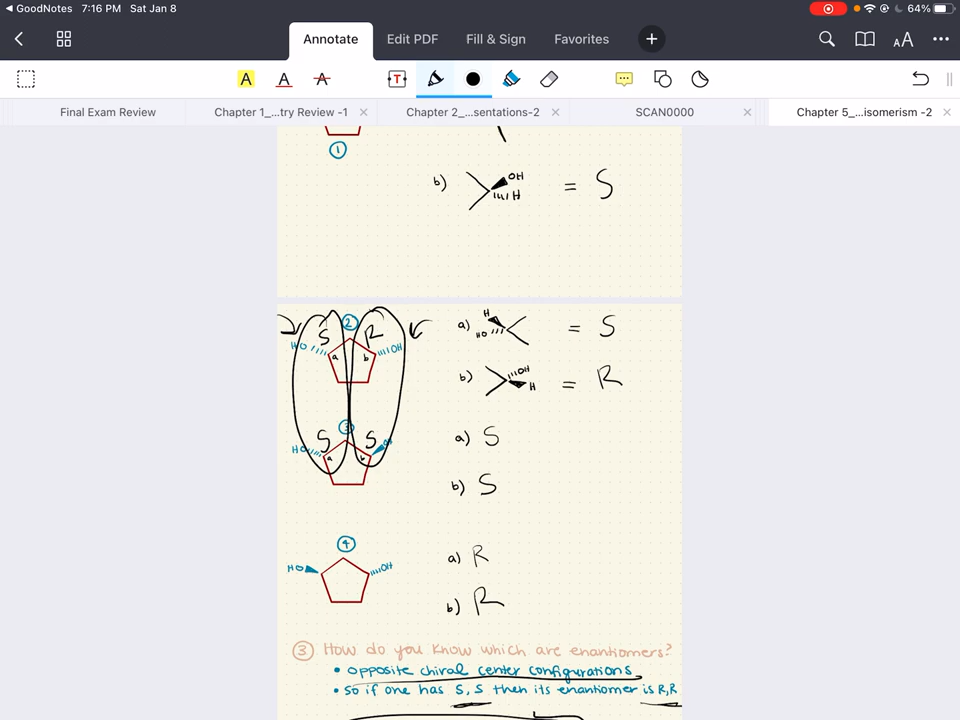 GoodNotes 7:16 PM Sat Jan 8 64%
Annotate Edit PDF Fill & Sign Favorites
AA
A A A T
Final Exam Review Chapter 1_...try Review -1 Chapter 2_...sentations-2 SCAN0000 Chapter 5_...isomerism -2
1
b) OH H = S
2
S R
HO a b OH
a) H HO = S
b) OH H = R
3
S S
HO a b OH
a) S
b) S
4
HO OH
a) R
b) R
3 How do you know which are enantiomers?
• opposite chiral center configurations
• so if one has S, S then its enantiomer is R, R